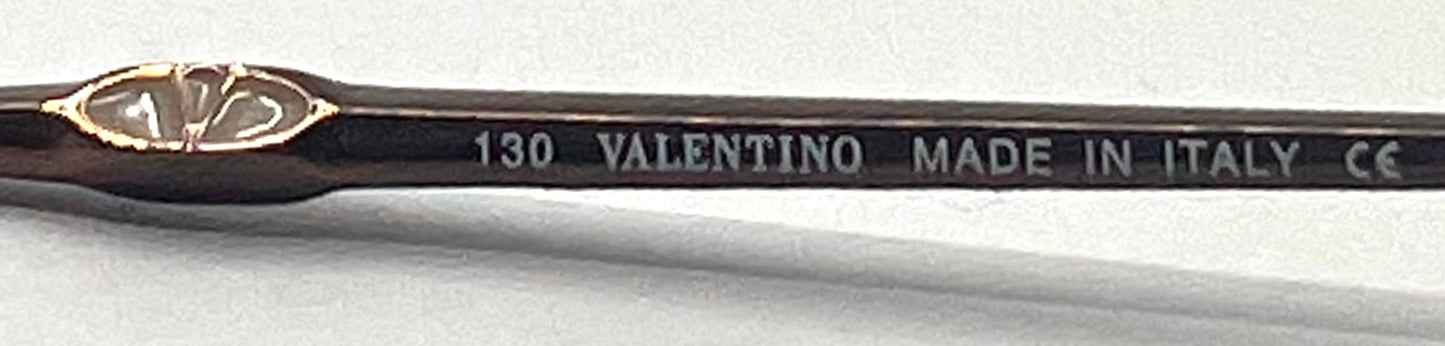 130 VALENTINO MADE IN ITALY CE